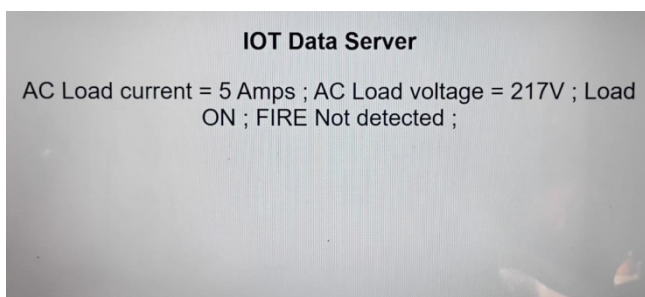 IOT Data Server
AC Load current = 5 Amps ; AC Load voltage = 217V ; Load
ON ; FIRE Not detected ;